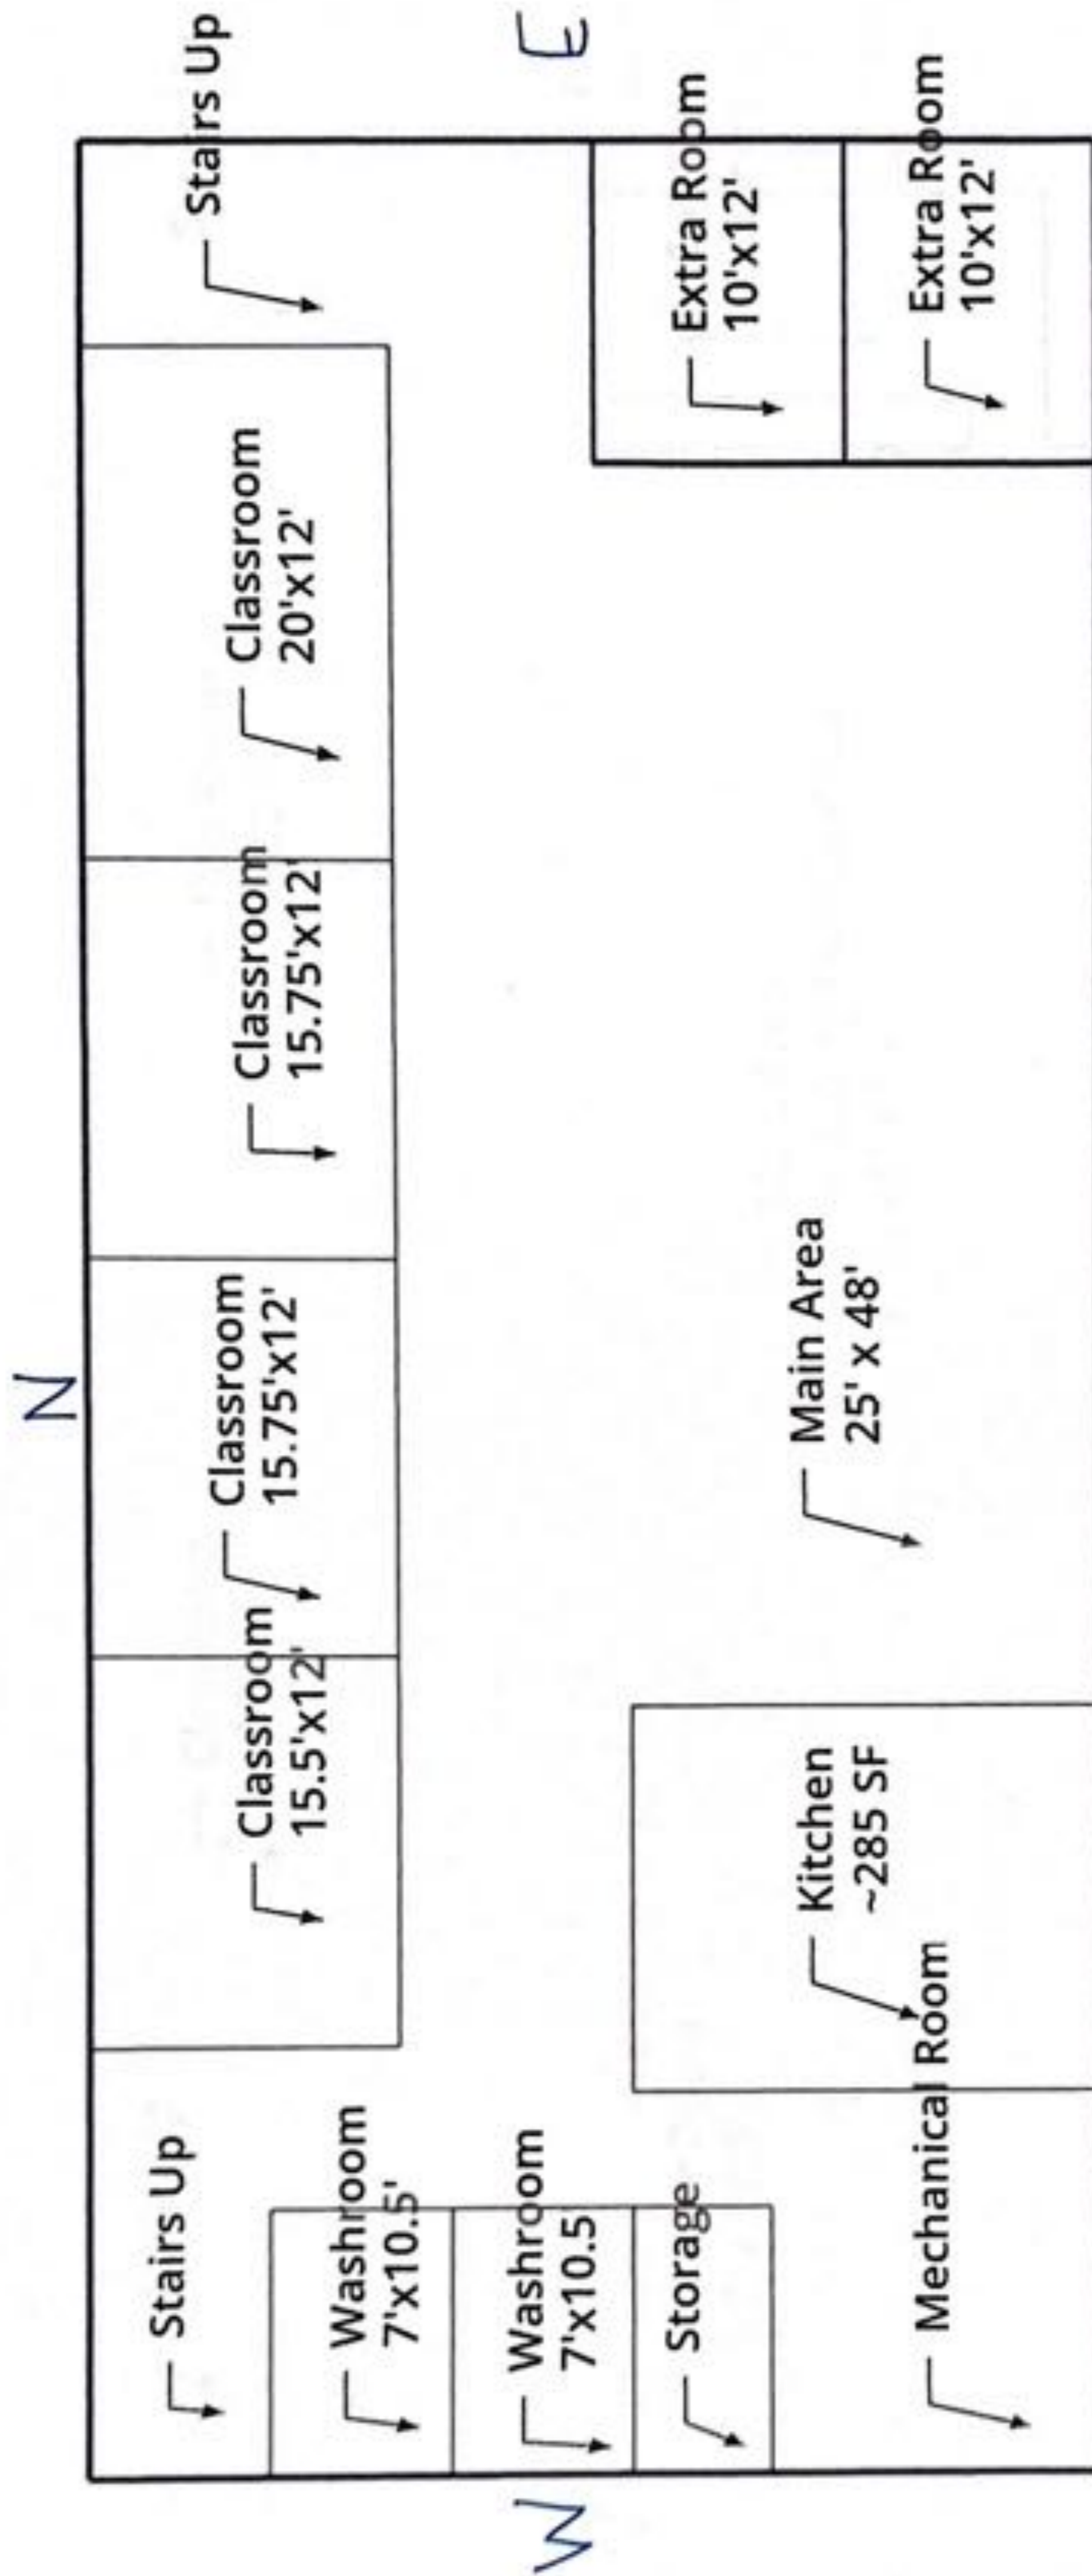 N
Stairs Up
Classroom
15.5'x12'
Classroom
15.75'x12'
Classroom
15.75'x12'
Classroom
20'x12'
Stairs Up
W
Washroom
7'x10.5'
Washroom
7'x10.5'
Storage
Mechanical Room
Kitchen
~285 SF
Main Area
25' x 48'
E
Extra Room
10'x12'
Extra Room
10'x12'